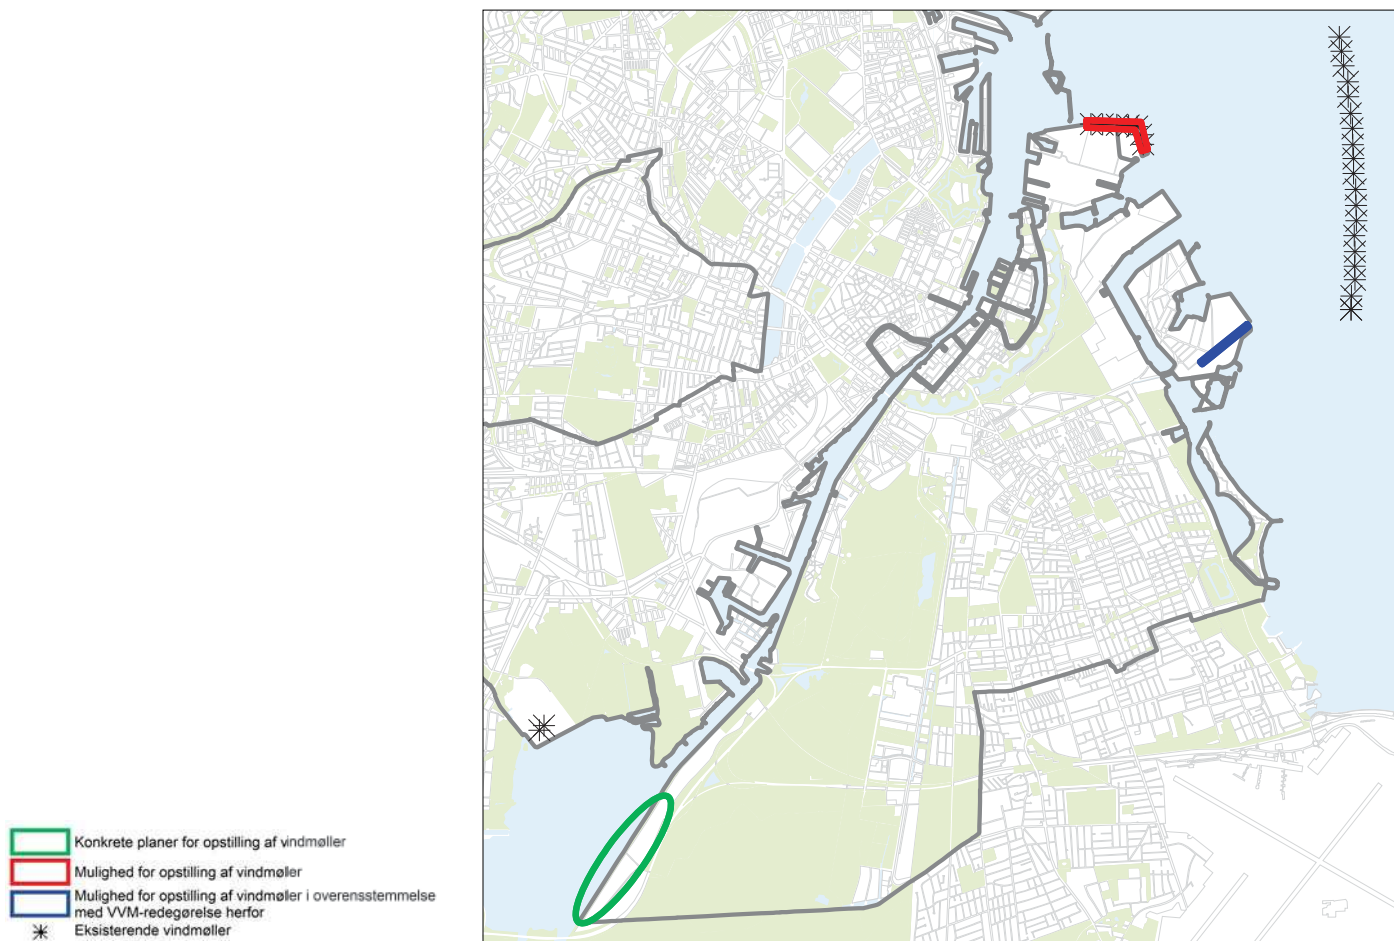 Konkrete planer for opstilling af vindmøller
Mulighed for opstilling af vindmøller
Mulighed for opstilling af vindmøller i overensstemmelse
med VVM-redegørelse herfor
Eksisterende vindmøller